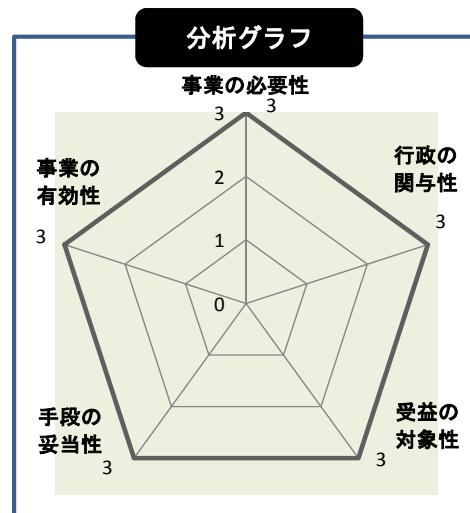 分析グラフ
事業の必要性
3
3
行政の
関与性
3
事業の
有効性
3
2
1
0
手段の
妥当性
3
受益の
対象性
3